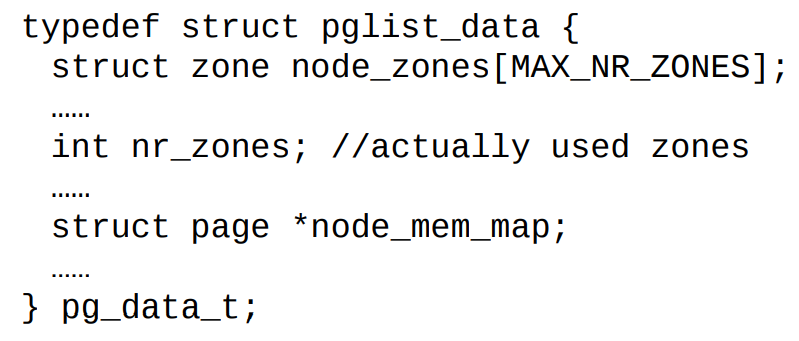 typedef struct pglist_data {
struct zone node_zones[MAX_NR_ZONES];
……
int nr_zones; //actually used zones
……
struct page *node_mem_map;
……
} pg_data_t;